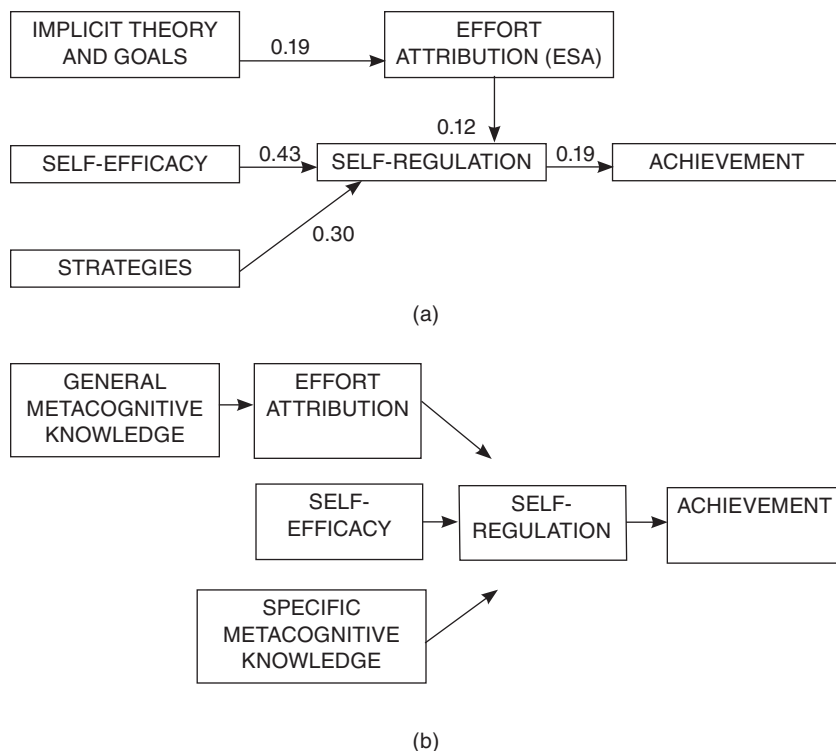 IMPLICIT THEORY
AND GOALS
0.19
EFFORT
ATTRIBUTION (ESA)
0.12
SELF-EFFICACY
0.43
SELF-REGULATION
0.19
ACHIEVEMENT
0.30
STRATEGIES
(a)
GENERAL
METACOGNITIVE
KNOWLEDGE
EFFORT
ATTRIBUTION
SELF-
EFFICACY
SELF-
REGULATION
ACHIEVEMENT
SPECIFIC
METACOGNITIVE
KNOWLEDGE
(b)